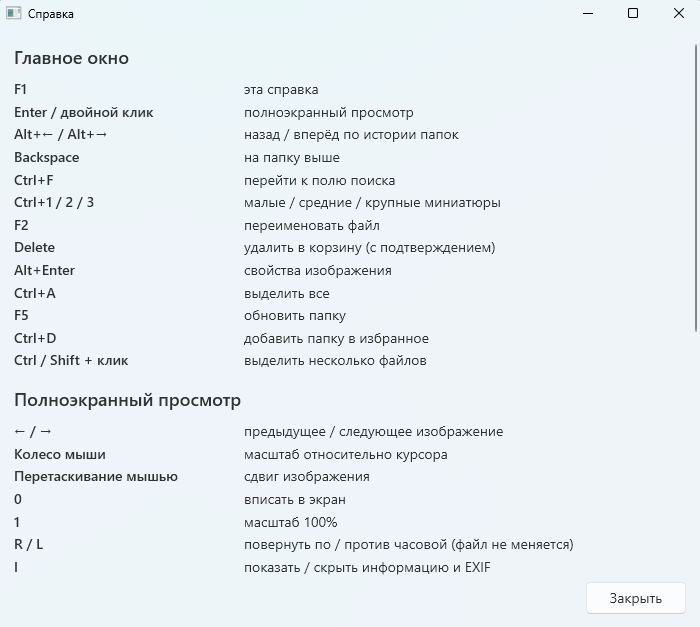 Справка
Главное окно
F1 эта справка
Enter / двойной клик полноэкранный просмотр
Alt+← / Alt+→ назад / вперёд по истории папок
Backspace на папку выше
Ctrl+F перейти к полю поиска
Ctrl+1 / 2 / 3 малые / средние / крупные миниатюры
F2 переименовать файл
Delete удалить в корзину (с подтверждением)
Alt+Enter свойства изображения
Ctrl+A выделить все
F5 обновить папку
Ctrl+D добавить папку в избранное
Ctrl / Shift + клик выделить несколько файлов
Полноэкранный просмотр
← / → предыдущее / следующее изображение
Колесо мыши масштаб относительно курсора
Перетаскивание мышью сдвиг изображения
0 вписать в экран
1 масштаб 100%
R / L повернуть по / против часовой (файл не меняется)
I показать / скрыть информацию и EXIF
Закрыть